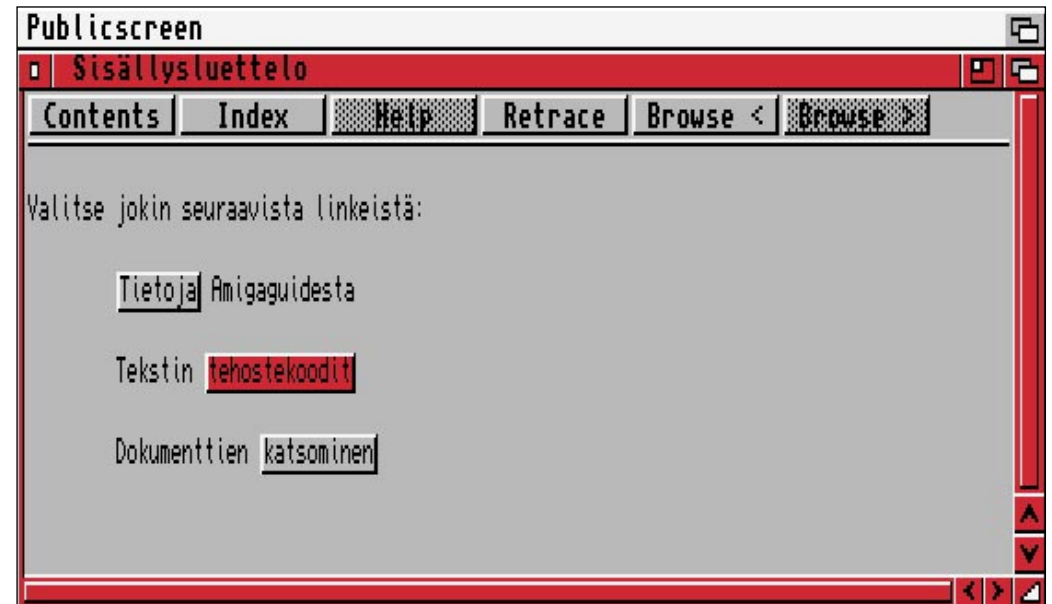 Publicscreen
Sisällysluettelo
Contents Index Help Retrace Browse < Browse >
Valitse jokin seuraavista linkeistä:
Tietoja Amigaguidesta
Tekstin tehostekoodit
Dokumenttien katsominen